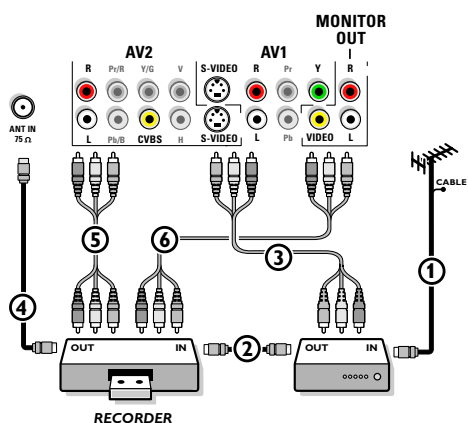 MONITOR
OUT
AV2
AV1
R Pr/R Y/G V S-VIDEO R Pr Y R
ANT IN
75 Ω
L Pb/B CVBS H S-VIDEO L Pb VIDEO L
CABLE
5
6
3
1
4
2
OUT IN
OUT IN
RECORDER